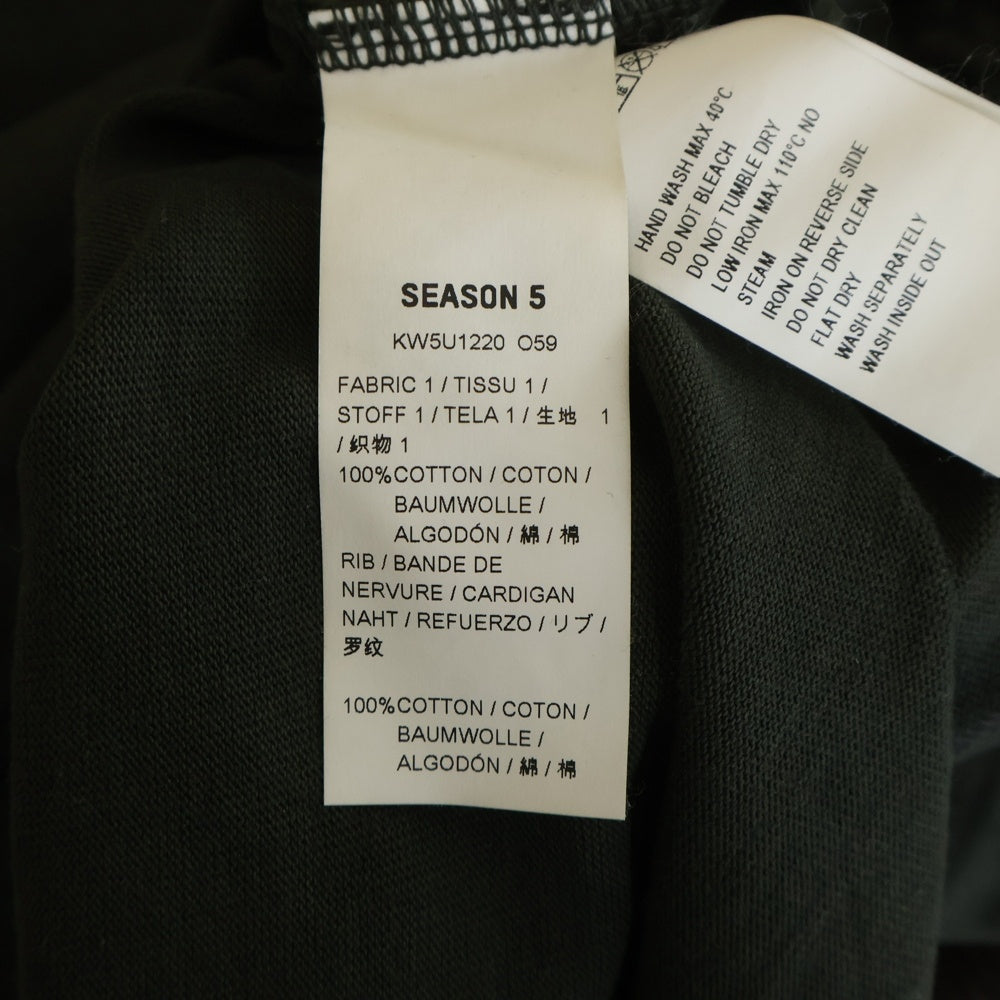 SEASON 5
KW5U1220 O59
FABRIC 1 / TISSU 1 /
STOFF 1 / TELA 1 / 生地 1
/ 织物 1
100%COTTON / COTON /
BAUMWOLLE /
ALGODÓN / 綿 / 棉
RIB / BANDE DE
NERVURE / CARDIGAN
NAHT / REFUERZO / リブ /
罗纹
100%COTTON / COTON /
BAUMWOLLE /
ALGODÓN / 綿 / 棉
HAND WASH MAX 40°C
DO NOT BLEACH
DO NOT TUMBLE DRY
LOW IRON MAX 110°C NO
STEAM
IRON ON REVERSE SIDE
DO NOT DRY CLEAN
FLAT DRY
WASH SEPARATELY
WASH INSIDE OUT